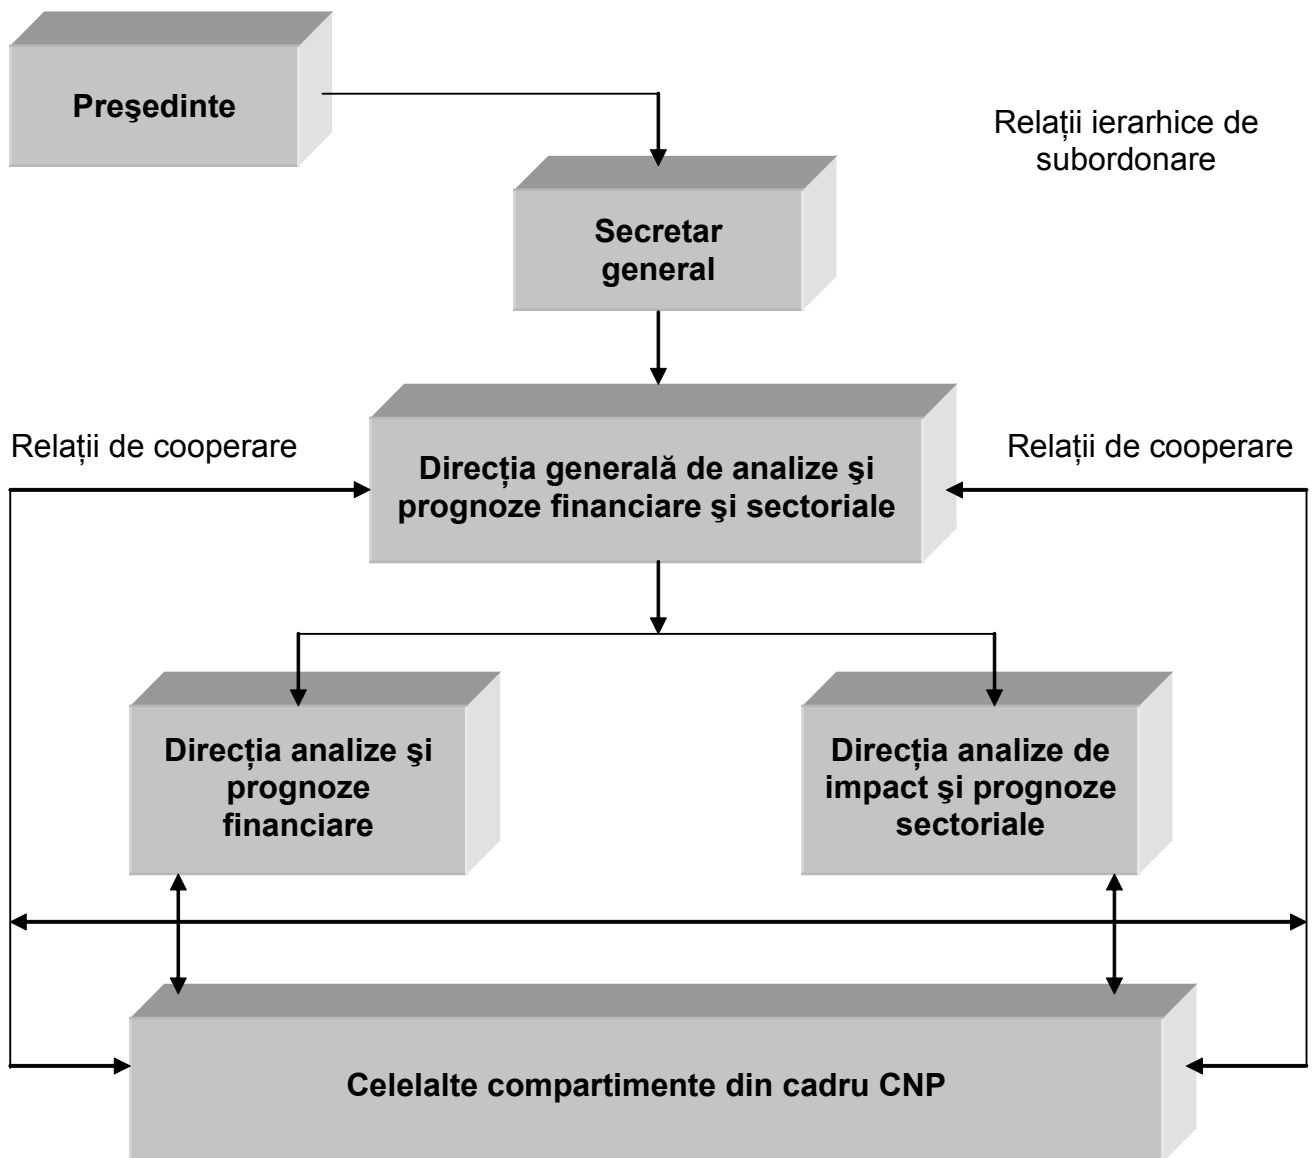 Preşedinte
Relații ierarhice de
subordonare
Secretar
general
Relații de cooperare
Direcția generală de analize şi
prognoze financiare şi sectoriale
Relații de cooperare
Direcția analize şi
prognoze
financiare
Direcția analize de
impact şi prognoze
sectoriale
Celelalte compartimente din cadru CNP